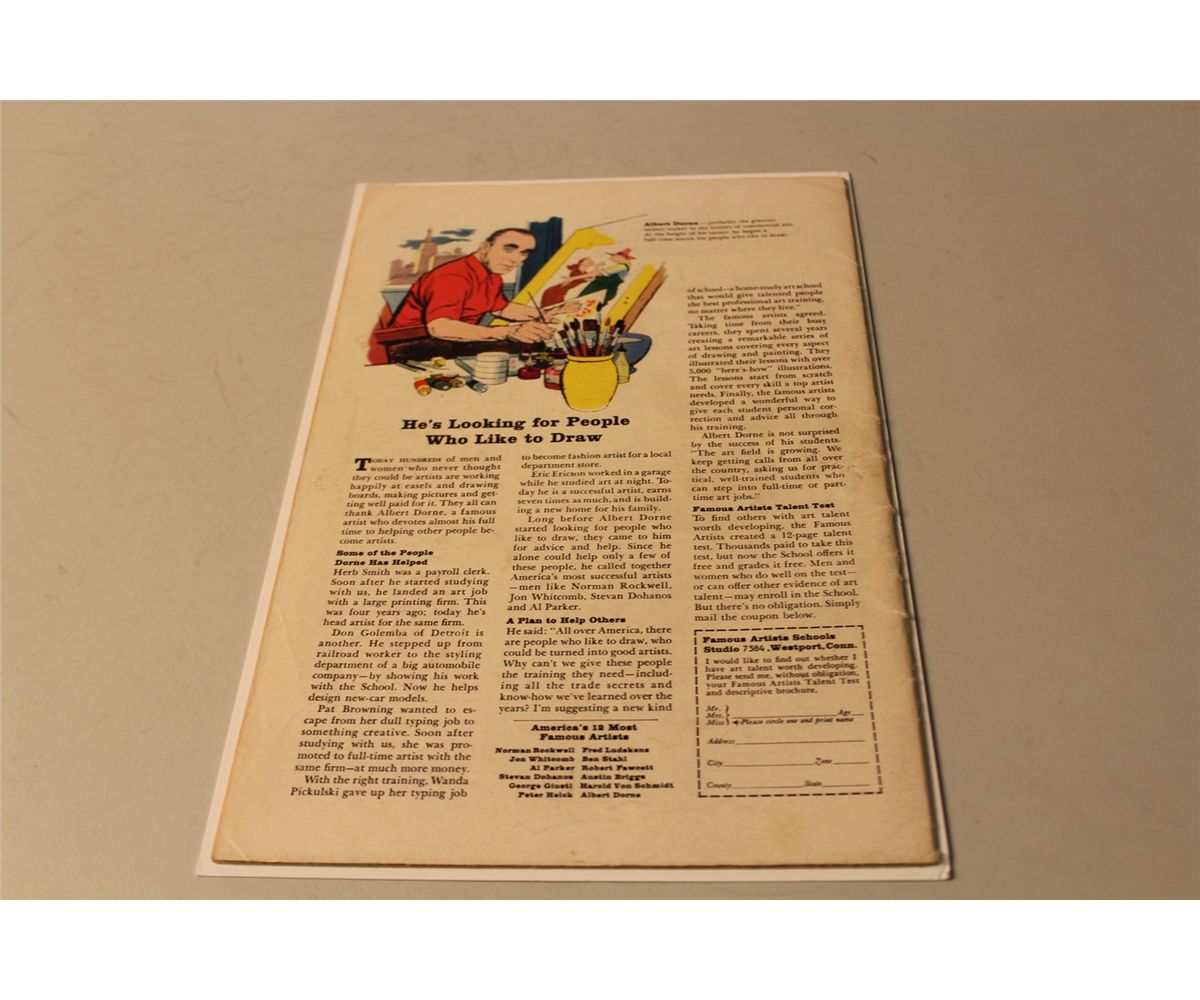 Albert Dorne—probably the greatest
money maker in the history of commercial art.
At the height of his career, he began a
full-time search for people who like to draw.
He's Looking for People
Who Like to Draw
TODAY HUNDREDS of men and
women who never thought
they could be artists are working
happily at easels and drawing
boards, making pictures and get-
ting well paid for it. They all can
thank Albert Dorne, a famous
artist who devotes almost his full
time to helping other people be-
come artists.
Some of the People
Dorne Has Helped
Herb Smith was a payroll clerk.
Soon after he started studying
with us, he landed an art job
with a large printing firm. This
was four years ago; today he's
head artist for the same firm.
Don Golemba of Detroit is
another. He stepped up from
railroad worker to the styling
department of a big automobile
company—by showing his work
with the School. Now he helps
design new-car models.
Pat Browning wanted to es-
cape from her dull typing job to
something creative. Soon after
studying with us, she was pro-
moted to full-time artist with the
same firm—at much more money.
With the right training, Wanda
Pickulski gave up her typing job
to become fashion artist for a local
department store.
Eric Ericson worked in a garage
while he studied art at night. To-
day he is a successful artist, earns
seven times as much, and is build-
ing a new home for his family.
Long before Albert Dorne
started looking for people who
like to draw, they came to him
for advice and help. Since he
alone could help only a few of
these people, he called together
America's most successful artists
—men like Norman Rockwell,
Jon Whitcomb, Stevan Dohanos
and Al Parker.
A Plan to Help Others
He said: "All over America, there
are people who like to draw, who
could be turned into good artists.
Why can't we give these people
the training they need—includ-
ing all the trade secrets and
know-how we've learned over the
years? I'm suggesting a new kind
America's 12 Most
Famous Artists
Norman Rockwell Fred Ludekens
Jon Whitcomb Ben Stahl
Al Parker Robert Fawcett
Stevan Dohanos Austin Briggs
George Giusti Harold Von Schmidt
Peter Helck Albert Dorne
of school—a home-study art school
that would give talented people
the best professional art training,
no matter where they live."
The famous artists agreed.
Taking time from their busy
careers, they spent several years
creating a remarkable series of
art lessons covering every aspect
of drawing and painting. They
illustrated their lessons with over
5,000 "here's-how" illustrations.
The lessons start from scratch
and cover every skill a top artist
needs. Finally, the famous artists
developed a wonderful way to
give each student personal cor-
rection and advice all through
his training.
Albert Dorne is not surprised
by the success of his students.
"The art field is growing. We
keep getting calls from all over
the country, asking us for prac-
tical, well-trained students who
can step into full-time or part-
time art jobs."
Famous Artists Talent Test
To find others with art talent
worth developing, the Famous
Artists created a 12-page talent
test. Thousands paid to take this
test, but now the School offers it
free and grades it free. Men and
women who do well on the test—
or can offer other evidence of art
talent—may enroll in the School.
But there's no obligation. Simply
mail the coupon below.
Famous Artists Schools
Studio 7584, Westport, Conn.
I would like to find out whether I
have art talent worth developing.
Please send me, without obligation,
your Famous Artists Talent Test
and descriptive brochure.
Mr.
Mrs. Age
Miss Please circle one and print name
Address
City Zone
County State